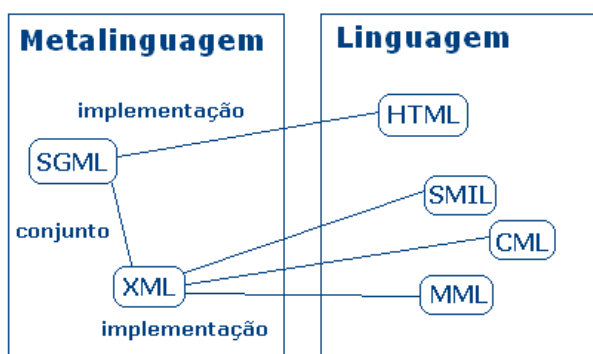 Metalinguagem
Linguagem
implementação
HTML
SGML
SMIL
conjunto
CML
XML
MML
implementação